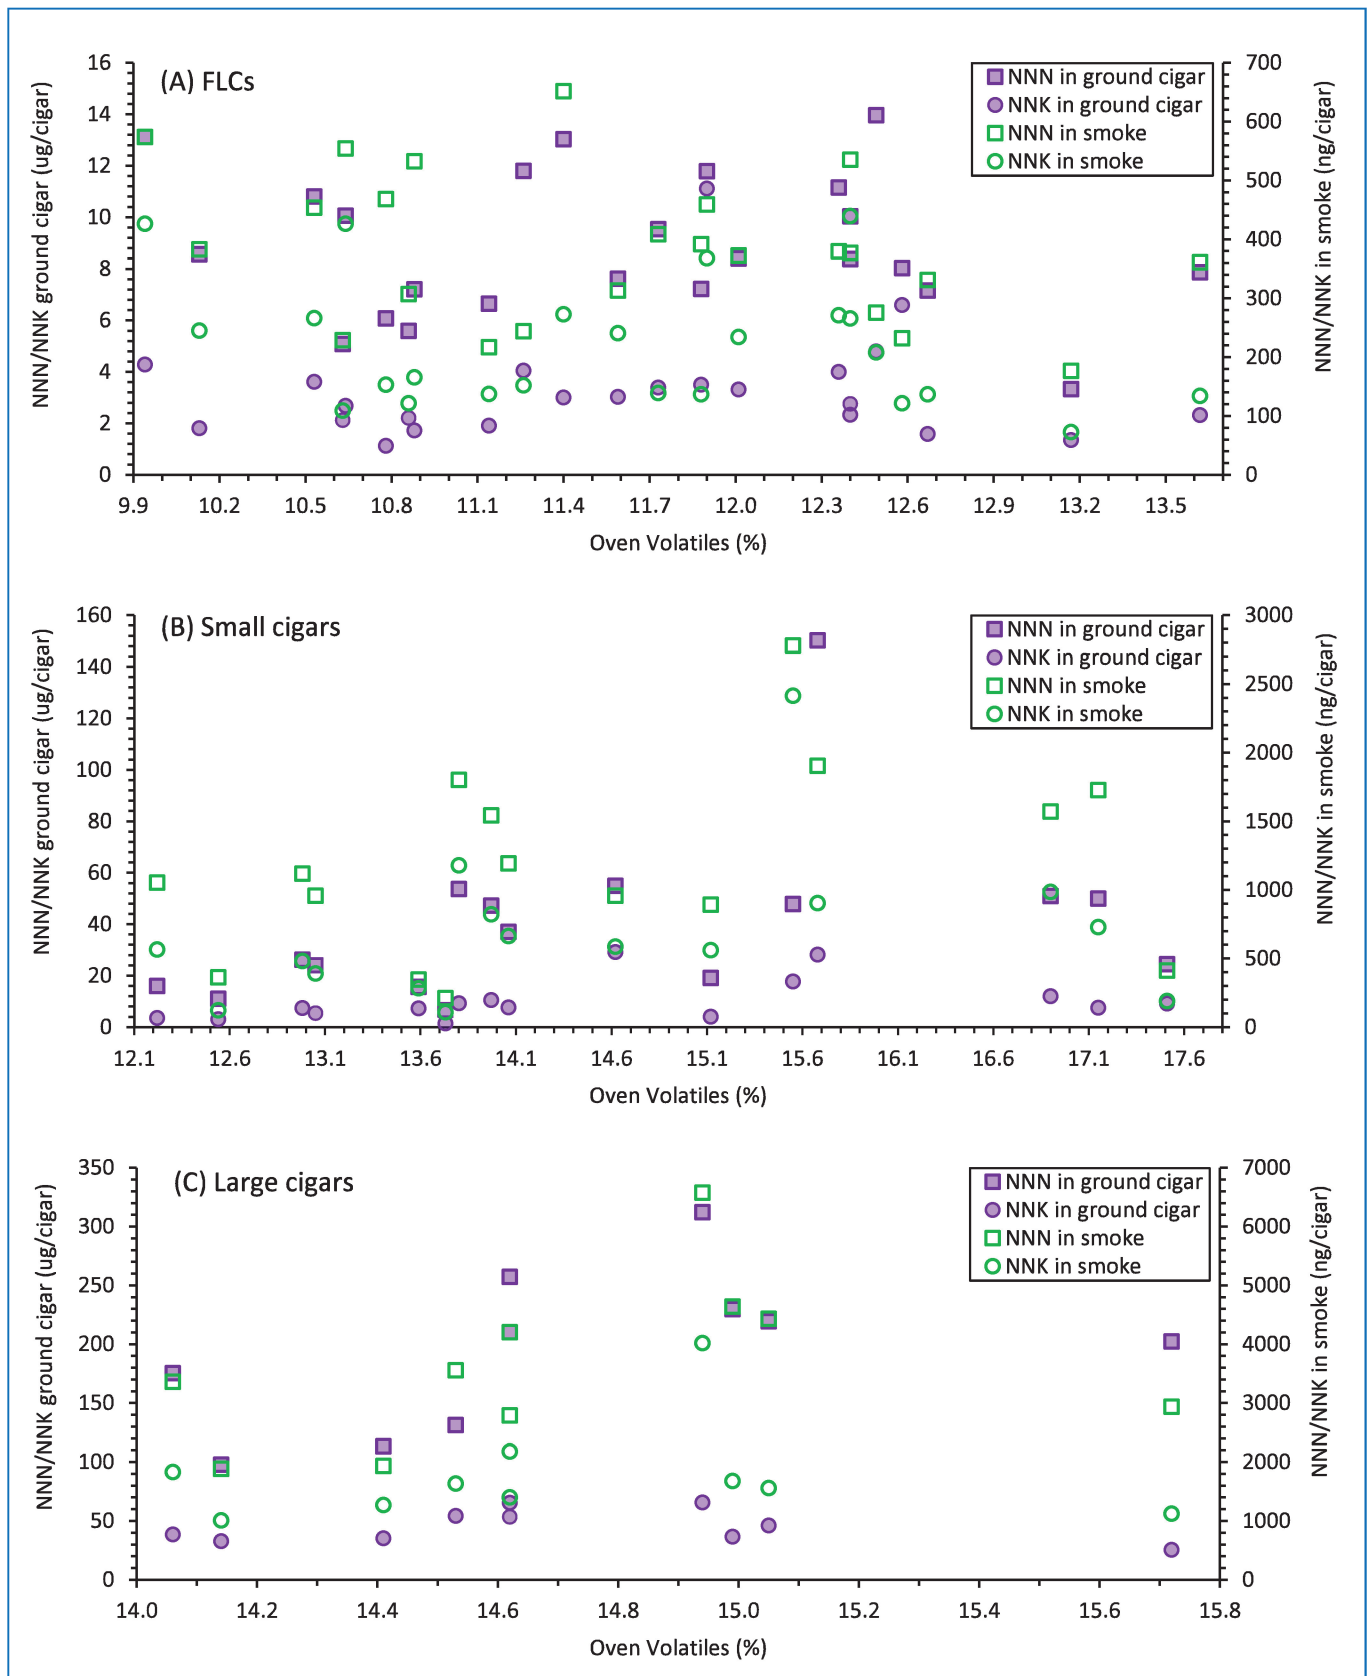 (A) FLCs
NNN/NNK ground cigar (ug/cigar)
16
14
12
10
8
6
4
2
0
NNN in ground cigar
NNK in ground cigar
NNN in smoke
NNK in smoke
700
600
500
400
300
200
100
0
NNN/NNK in smoke (ng/cigar)
9.9 10.2 10.5 10.8 11.1 11.4 11.7 12.0 12.3 12.6 12.9 13.2 13.5
Oven Volatiles (%)
(B) Small cigars
NNN/NNK ground cigar (ug/cigar)
160
140
120
100
80
60
40
20
0
NNN in ground cigar
NNK in ground cigar
NNN in smoke
NNK in smoke
3000
2500
2000
1500
1000
500
0
NNN/NNK in smoke (ng/cigar)
12.1 12.6 13.1 13.6 14.1 14.6 15.1 15.6 16.1 16.6 17.1 17.6
Oven Volatiles (%)
(C) Large cigars
NNN/NNK ground cigar (ug/cigar)
350
300
250
200
150
100
50
0
NNN in ground cigar
NNK in ground cigar
NNN in smoke
NNK in smoke
7000
6000
5000
4000
3000
2000
1000
0
NNN/NNK in smoke (ng/cigar)
14.0 14.2 14.4 14.6 14.8 15.0 15.2 15.4 15.6 15.8
Oven Volatiles (%)